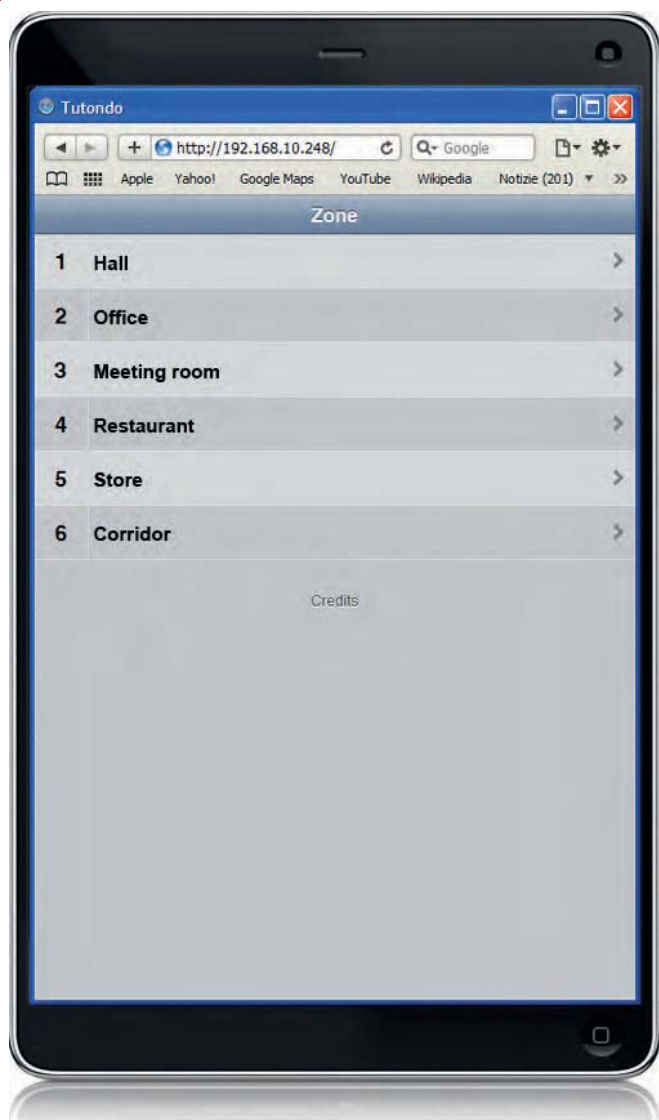 Tutondo
http://192.168.10.248/ Google
Apple Yahoo! Google Maps YouTube Wikipedia Notizie (201)
Zone
1 Hall
2 Office
3 Meeting room
4 Restaurant
5 Store
6 Corridor
Credits